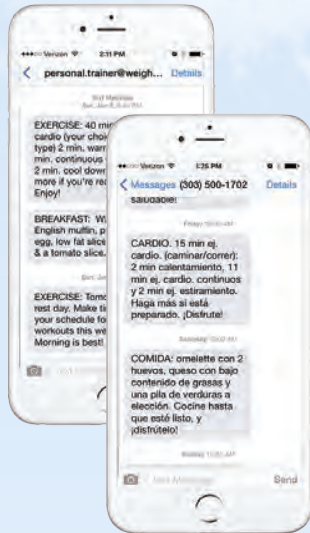 Verizon 2:11 PM
personal.trainer@weigh... Details
EXERCISE: 40 min
cardio (your choi
type) 2 min. warm
min. continuous
2 min. cool down
more if you're rea
Enjoy!
BREAKFAST: W
English muffin, p
egg, low fat slice
& a tomato slice.
EXERCISE: Tomo
rest day. Make ti
your schedule fo
workouts this we
Morning is best!
Verizon 1:25 PM
Messages (303) 500-1702 Details
saludable!
CARDIO. 15 min ej.
cardio. (caminar/correr):
2 min calentamiento, 11
min ej. cardio. continuos
y 2 min ej. estiramiento.
Haga más si está
preparado. ¡Disfrute!
COMIDA: omelette con 2
huevos, queso con bajo
contenido de grasas y
una pila de verduras a
elección. Cocine hasta
que esté listo, y
¡disfrútelo!
Send